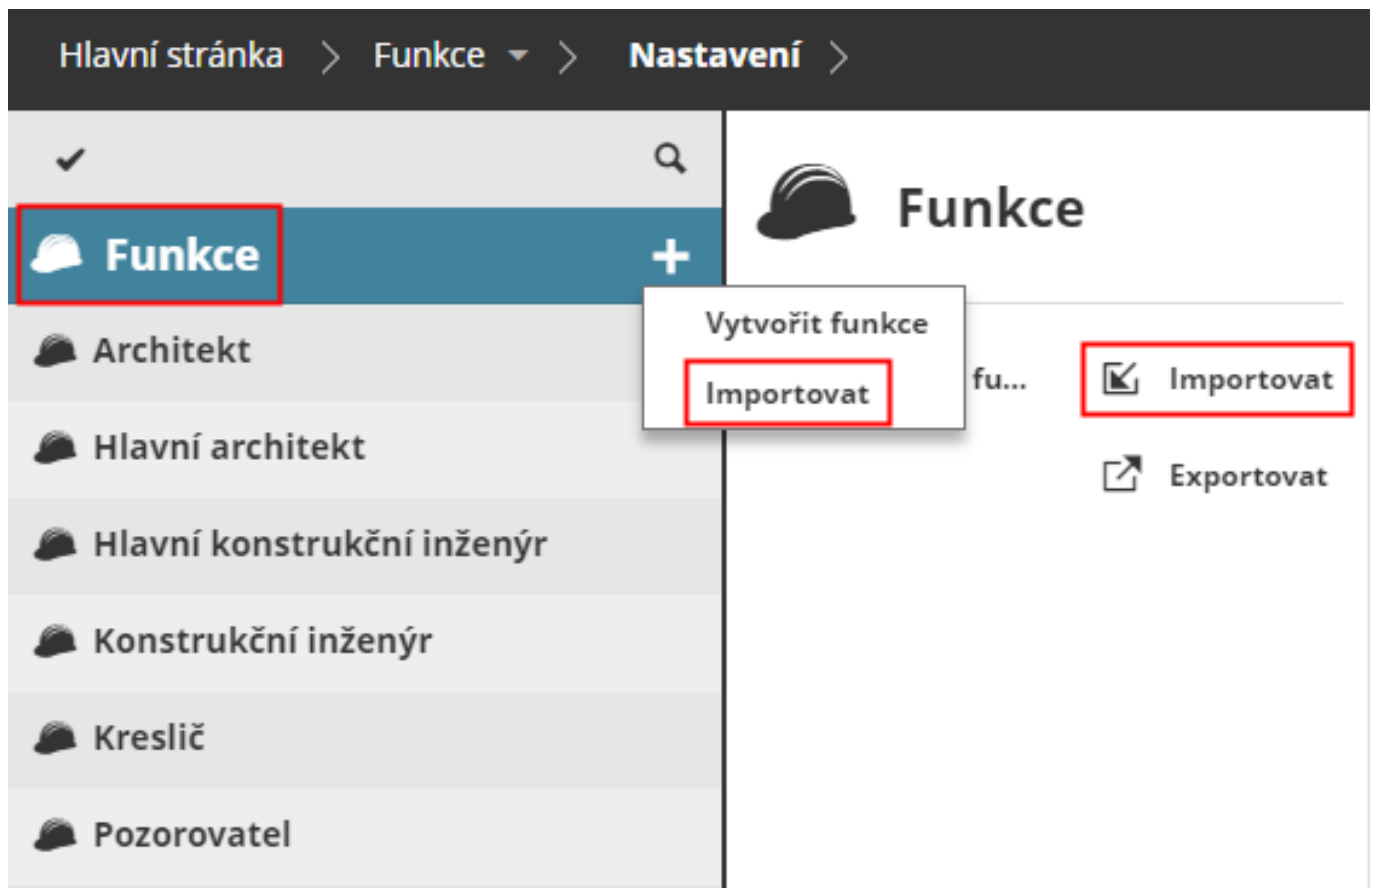 Hlavní stránka > Funkce > Nastavení >
Funkce
Architekt
Hlavní architekt
Hlavní konstrukční inženýr
Konstrukční inženýr
Kreslič
Pozorovatel
Vytvořit funkce
Importovat
Funkce
fu...
Importovat
Exportovat